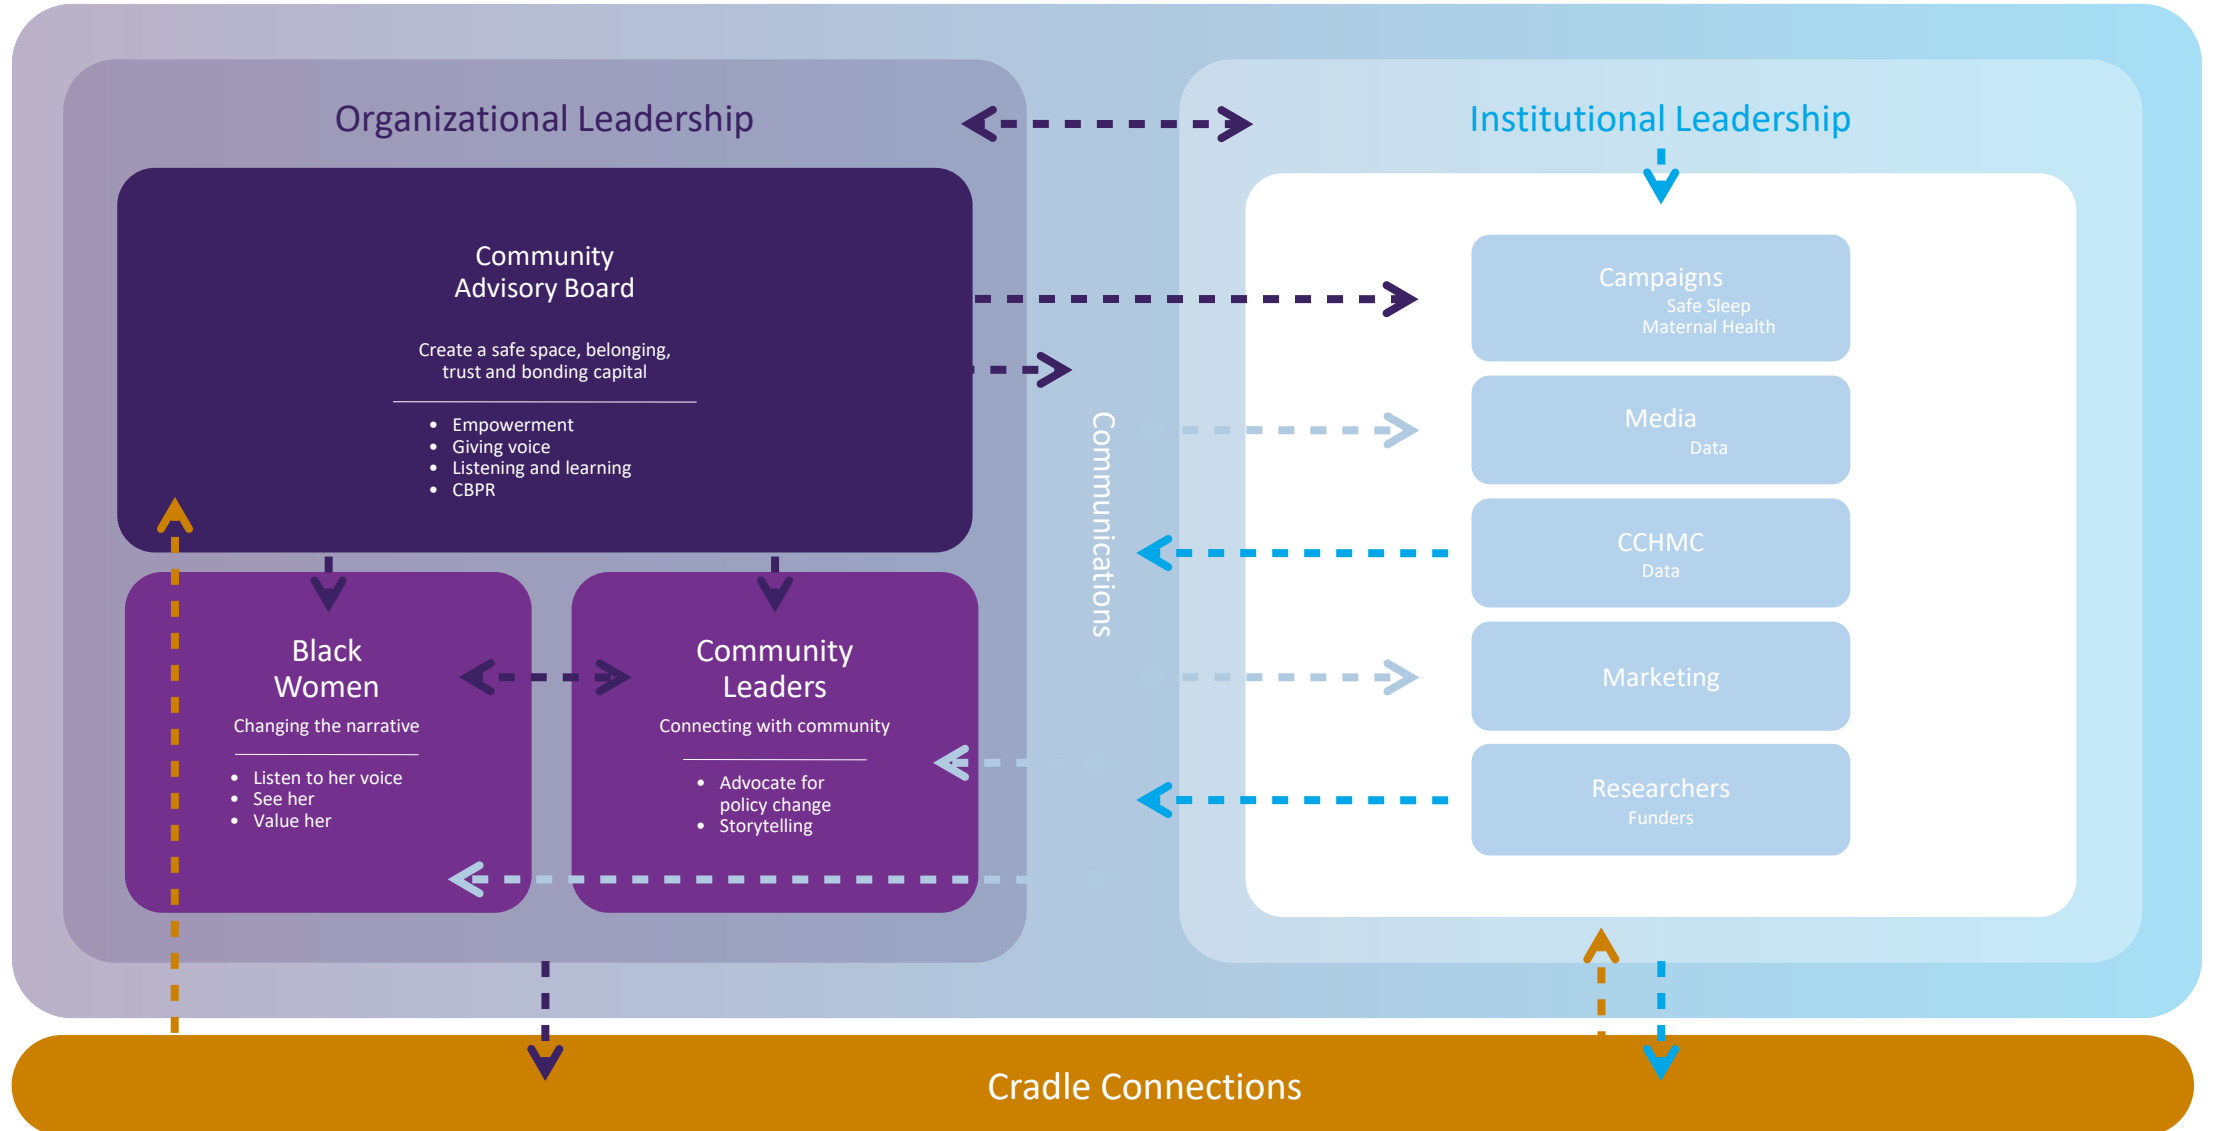 Organizational Leadership
Community
Advisory Board
Create a safe space, belonging,
trust and bonding capital
• Empowerment
• Giving voice
• Listening and learning
• CBPR
Black
Women
Changing the narrative
• Listen to her voice
• See her
• Value her
Community
Leaders
Connecting with community
• Advocate for
policy change
• Storytelling
Communications
Institutional Leadership
Campaigns
Safe Sleep
Maternal Health
Media
Data
CCHMC
Data
Marketing
Researchers
Funders
Cradle Connections